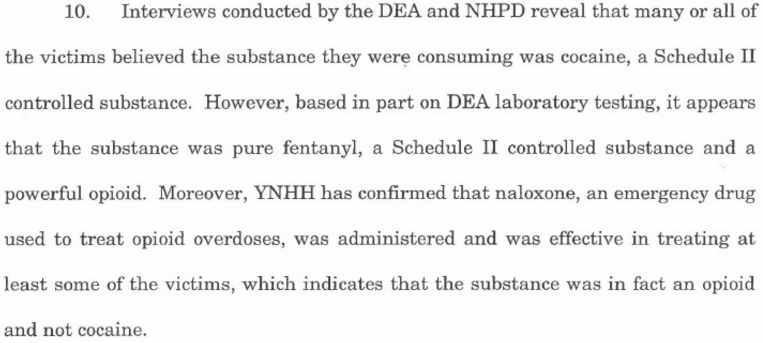 10. Interviews conducted by the DEA and NHPD reveal that many or all of
the victims believed the substance they were consuming was cocaine, a Schedule II
controlled substance. However, based in part on DEA laboratory testing, it appears
that the substance was pure fentanyl, a Schedule II controlled substance and a
powerful opioid. Moreover, YNHH has confirmed that naloxone, an emergency drug
used to treat opioid overdoses, was administered and was effective in treating at
least some of the victims, which indicates that the substance was in fact an opioid
and not cocaine.